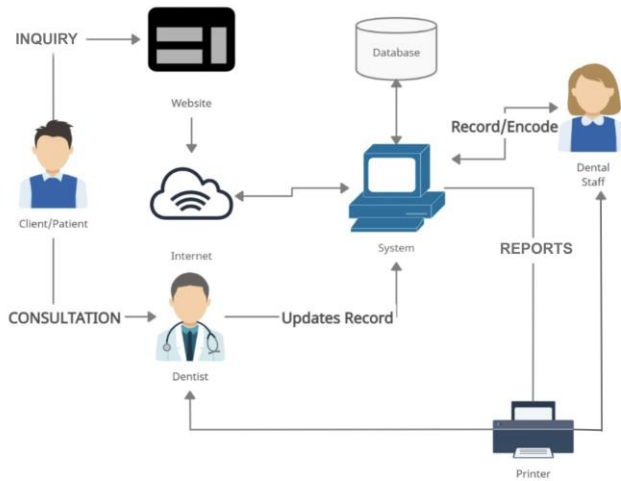 INQUIRY
Website
Database
Record/Encode
Dental
Staff
Client/Patient
Internet
System
REPORTS
CONSULTATION
Updates Record
Dentist
Printer